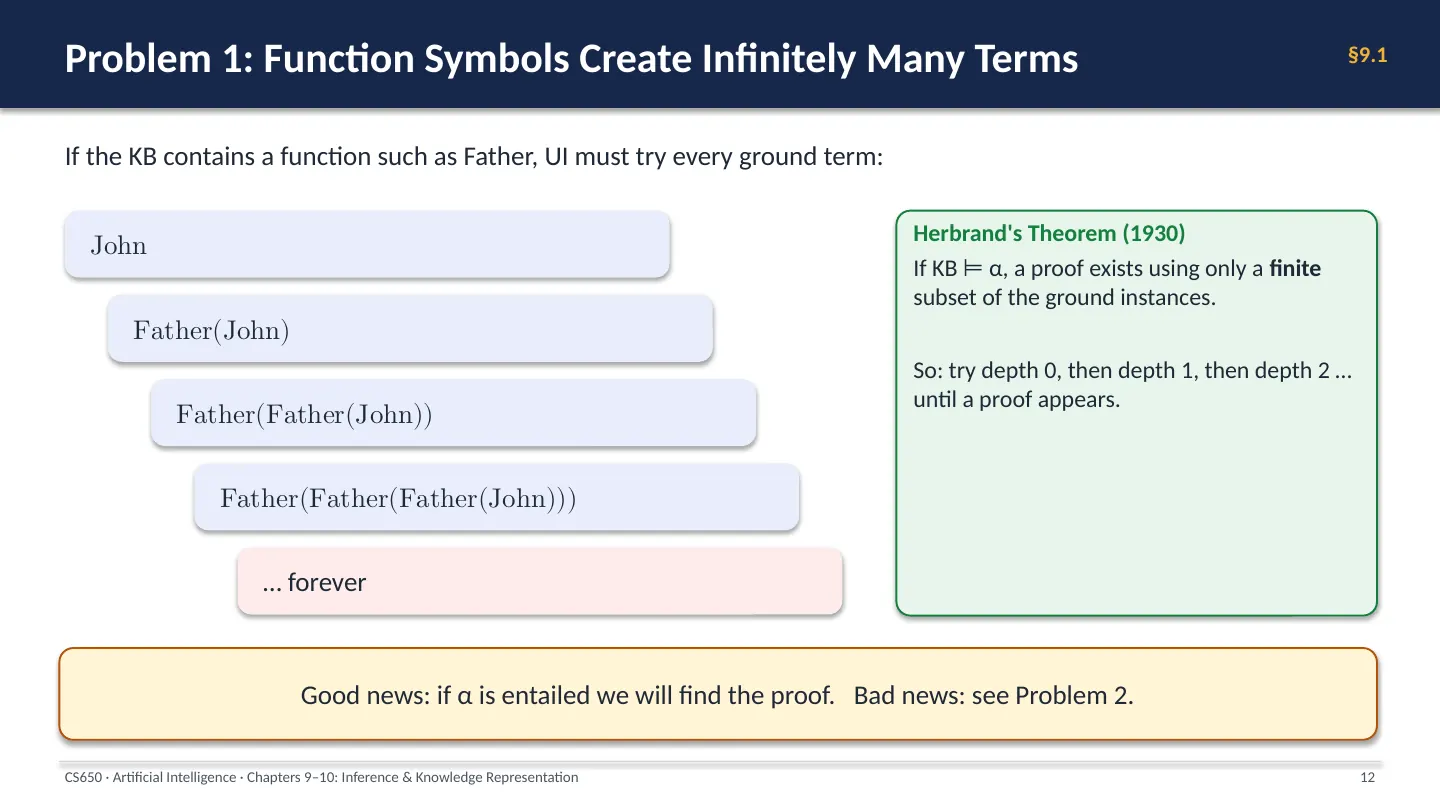 Problem 1: Function Symbols Create Infinitely Many Terms
§9.1
If the KB contains a function such as Father, UI must try every ground term:
John
Father(John)
Father(Father(John))
Father(Father(Father(John)))
... forever
Herbrand's Theorem (1930)
If KB ⊨ α, a proof exists using only a finite
subset of the ground instances.
So: try depth 0, then depth 1, then depth 2 ...
until a proof appears.
Good news: if α is entailed we will find the proof.   Bad news: see Problem 2.
CS650 · Artificial Intelligence · Chapters 9–10: Inference & Knowledge Representation
12